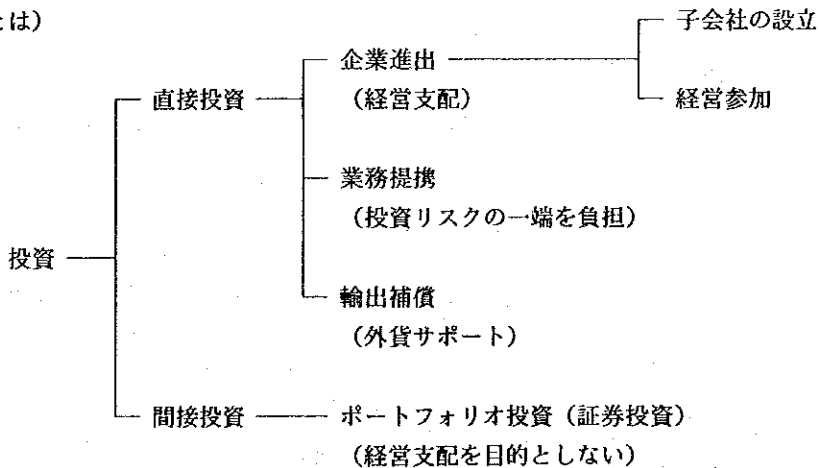 とは)
子会社の設立
企業進出
直接投資
(経営支配)
経営参加
業務提携
(投資リスクの一端を負担)
投資
輸出補償
(外貨サポート)
間接投資
ポートフォリオ投資(証券投資)
(経営支配を目的としない)